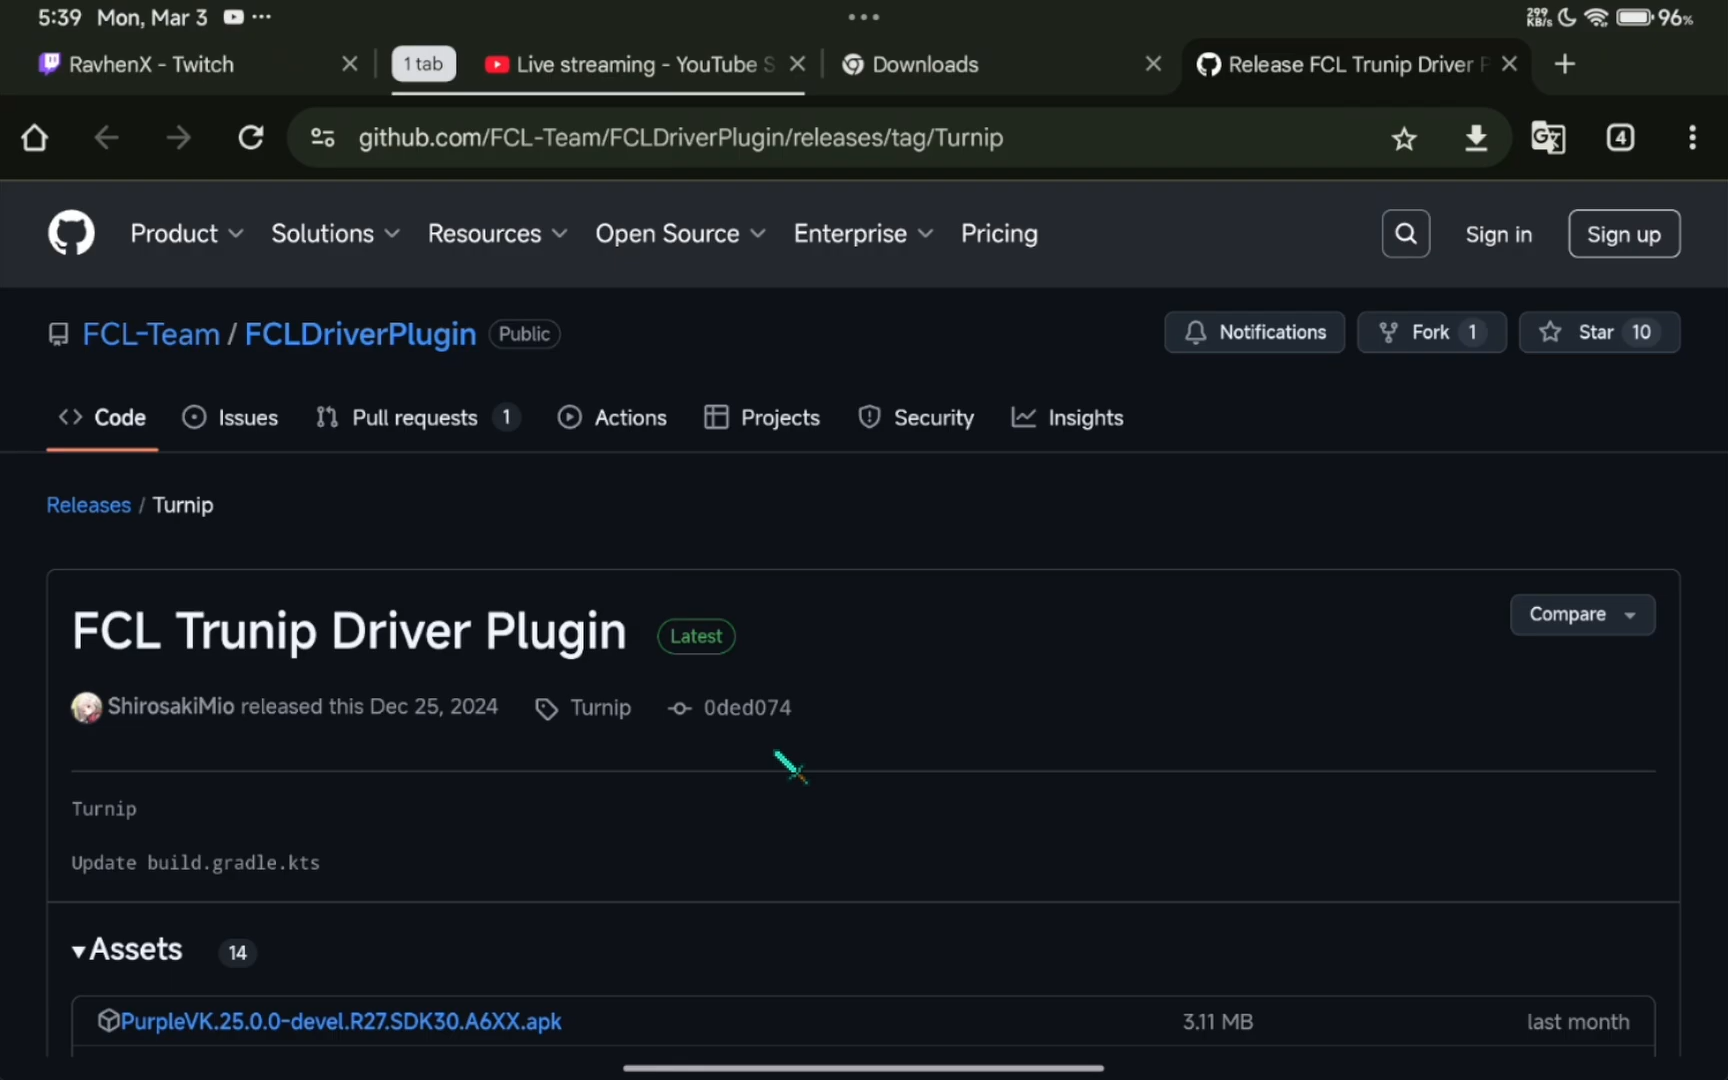 5:39 Mon, Mar 3
299 KB/s 96%
RavhenX - Twitch
1 tab
Live streaming - YouTube S
Downloads
Release FCL Trunip Driver P
github.com/FCL-Team/FCLDriverPlugin/releases/tag/Turnip
4
Product Solutions Resources Open Source Enterprise Pricing
Sign in
Sign up
FCL-Team / FCLDriverPlugin Public
Notifications
Fork 1
Star 10
Code Issues Pull requests 1 Actions Projects Security Insights
Releases / Turnip
FCL Trunip Driver Plugin Latest
Compare
ShirosakiMio released this Dec 25, 2024 Turnip 0ded074
Turnip
Update build.gradle.kts
Assets 14
PurpleVK.25.0.0-devel.R27.SDK30.A6XX.apk 3.11 MB last month